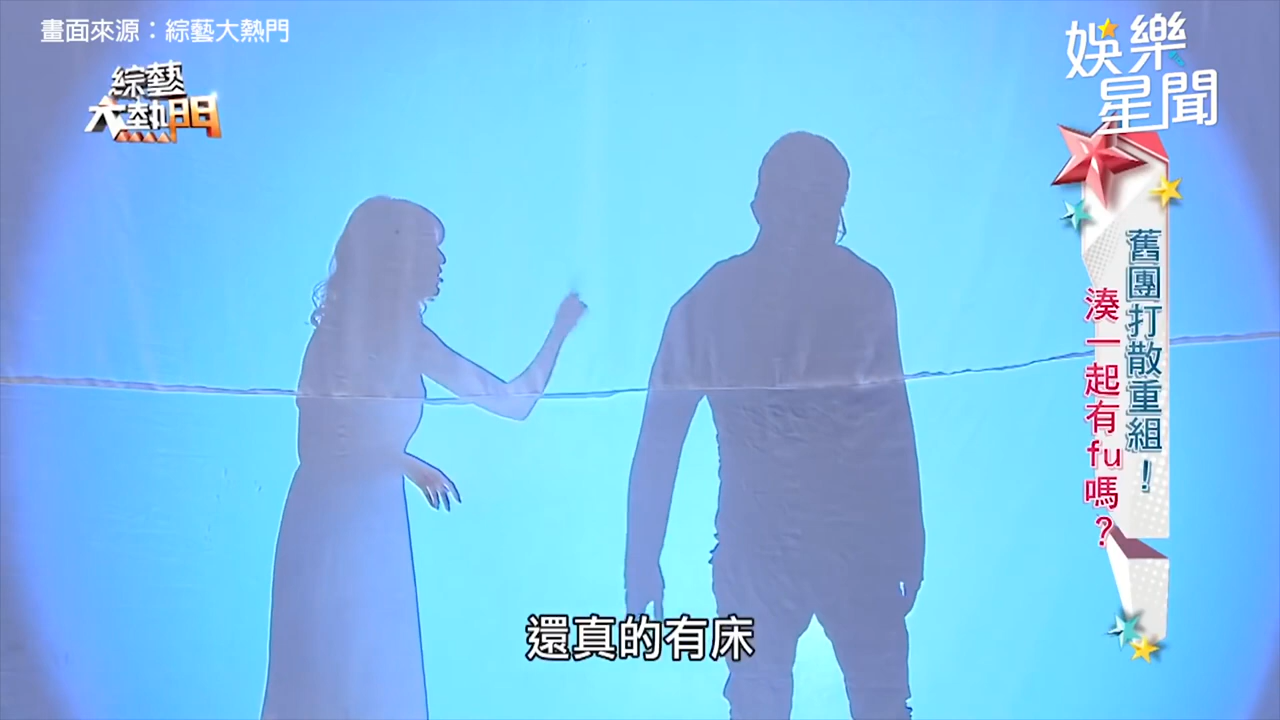 畫面來源：綜藝大熱門
綜藝
大熱門
娛樂
星聞
舊團打散重組！
湊一起有fu嗎？
還真的有床